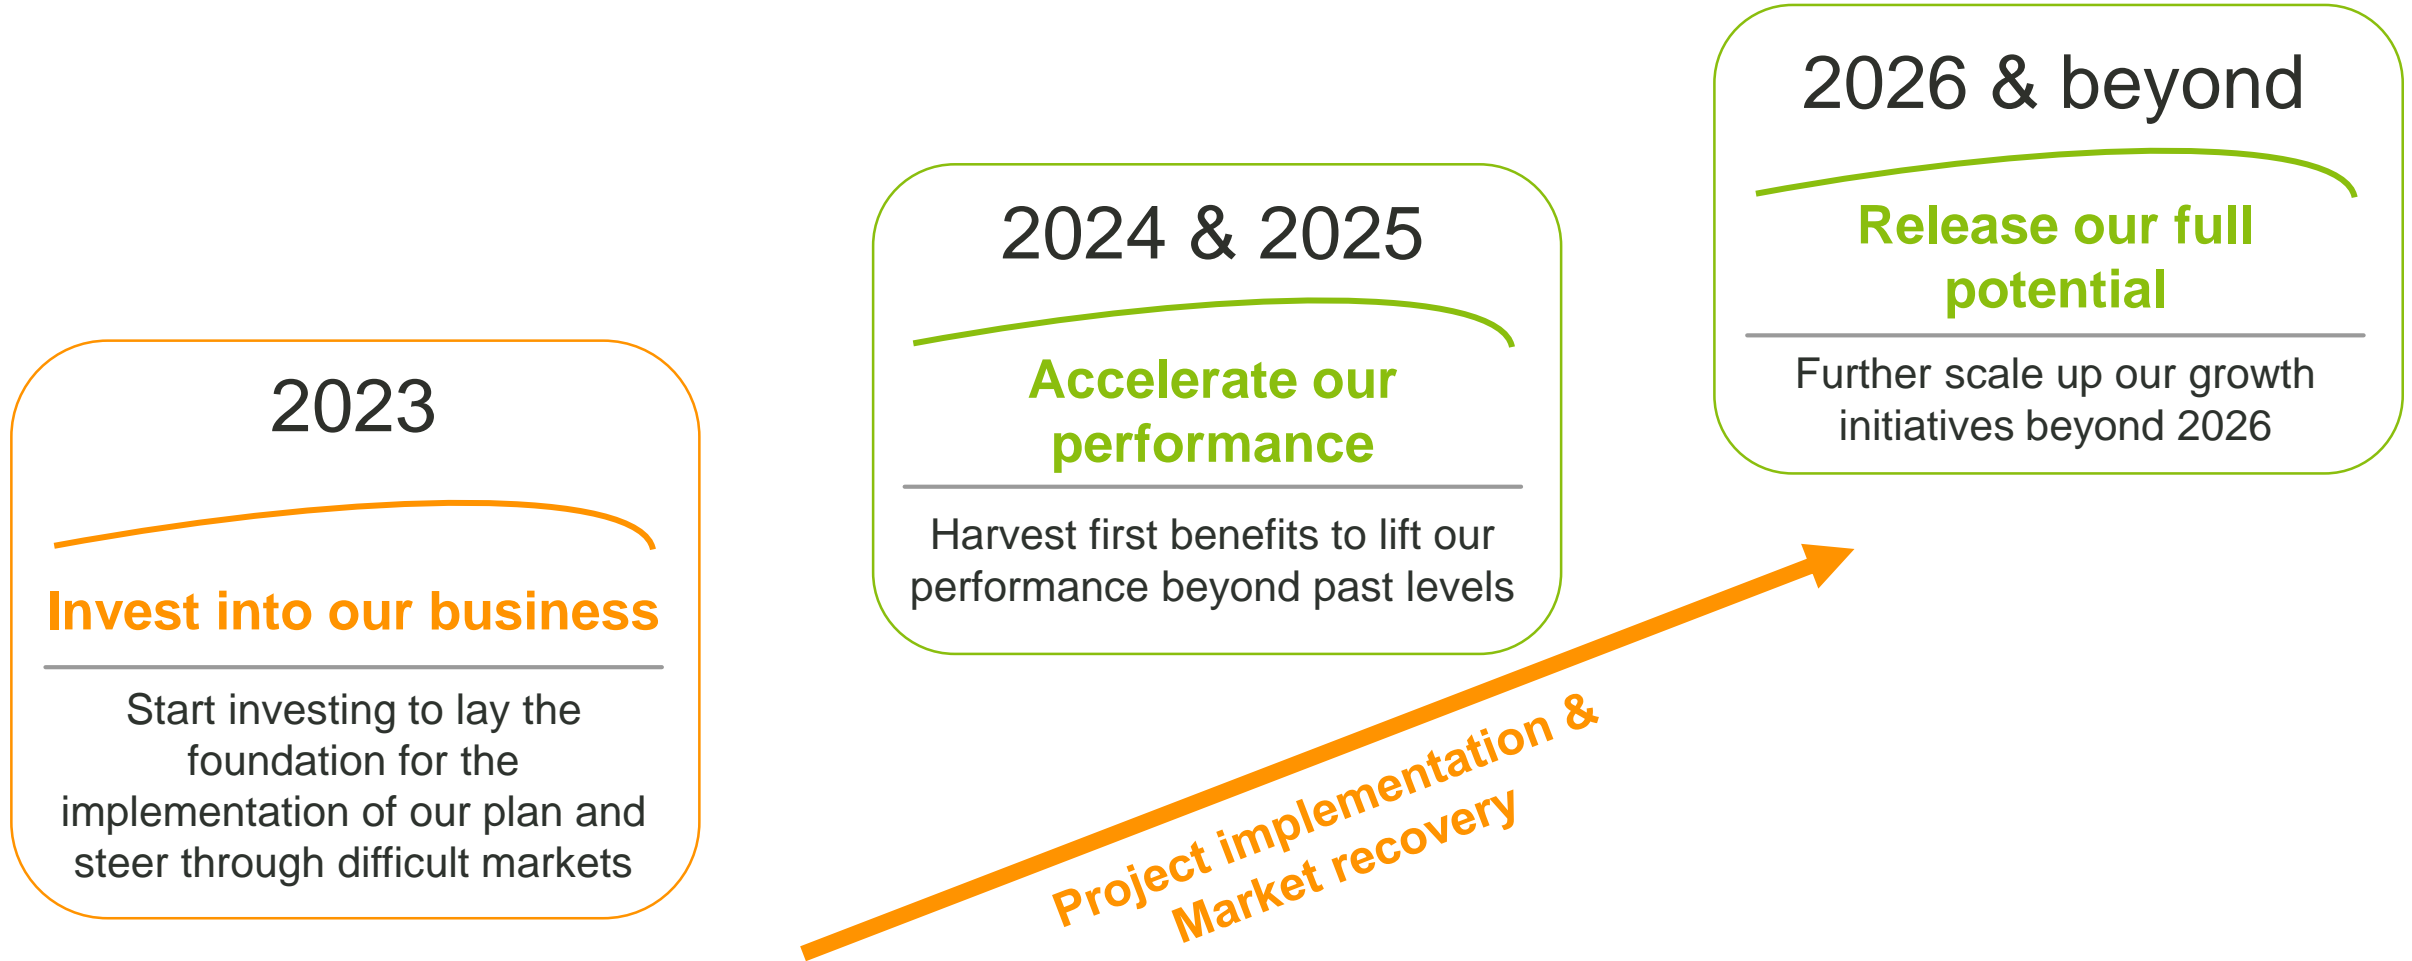 2023
Invest into our business
Start investing to lay the
foundation for the
implementation of our plan and
steer through difficult markets
2024 & 2025
Accelerate our
performance
Harvest first benefits to lift our
performance beyond past levels
2026 & beyond
Release our full
potential
Further scale up our growth
initiatives beyond 2026
Project implementation &
Market recovery